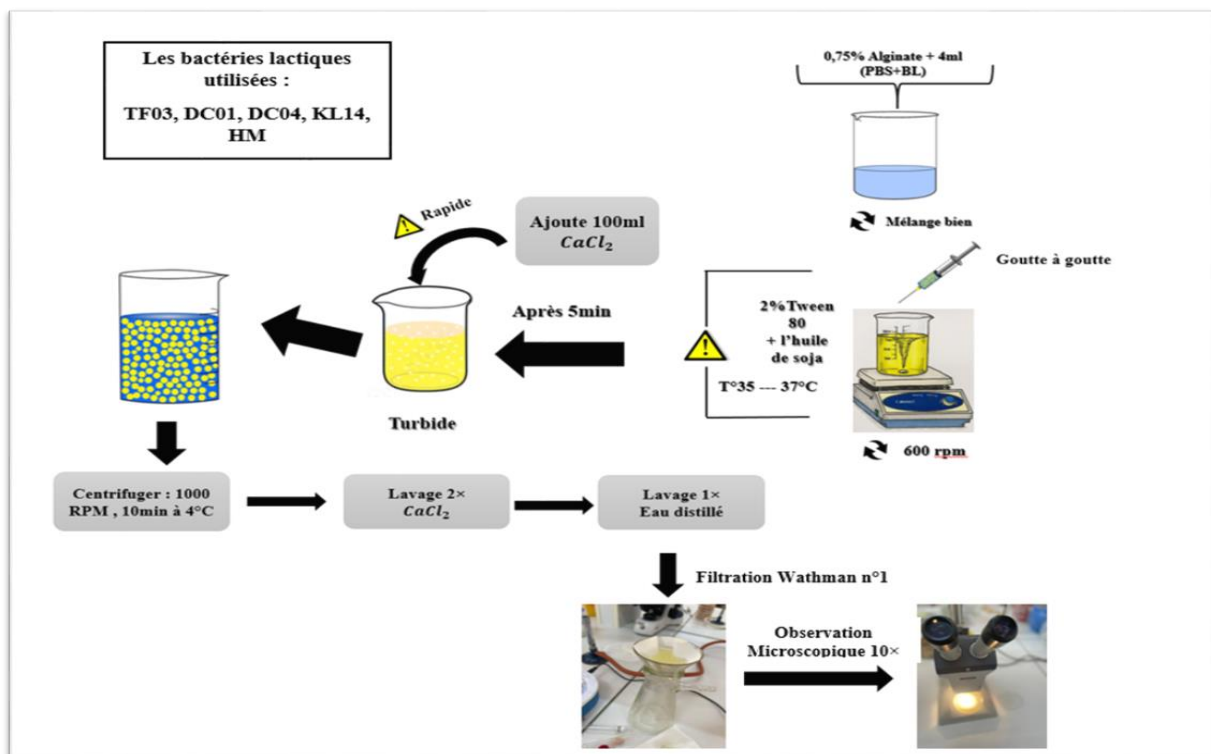 Les bactéries lactiques
utilisées :
TF03, DC01, DC04, KL14,
HM
0,75% Alginate + 4ml
(PBS+BL)
Mélange bien
Goutte à goutte
2%Tween
80
+ l'huile
de soja
T°35 --- 37°C
600 rpm
Après 5min
Ajoute 100ml
CaCl₂
Rapide
Turbide
Centrifuger : 1000
RPM , 10min à 4°C
Lavage 2×
CaCl₂
Lavage 1×
Eau distillé
Filtration Wathman n°1
Observation
Microscopique 10×